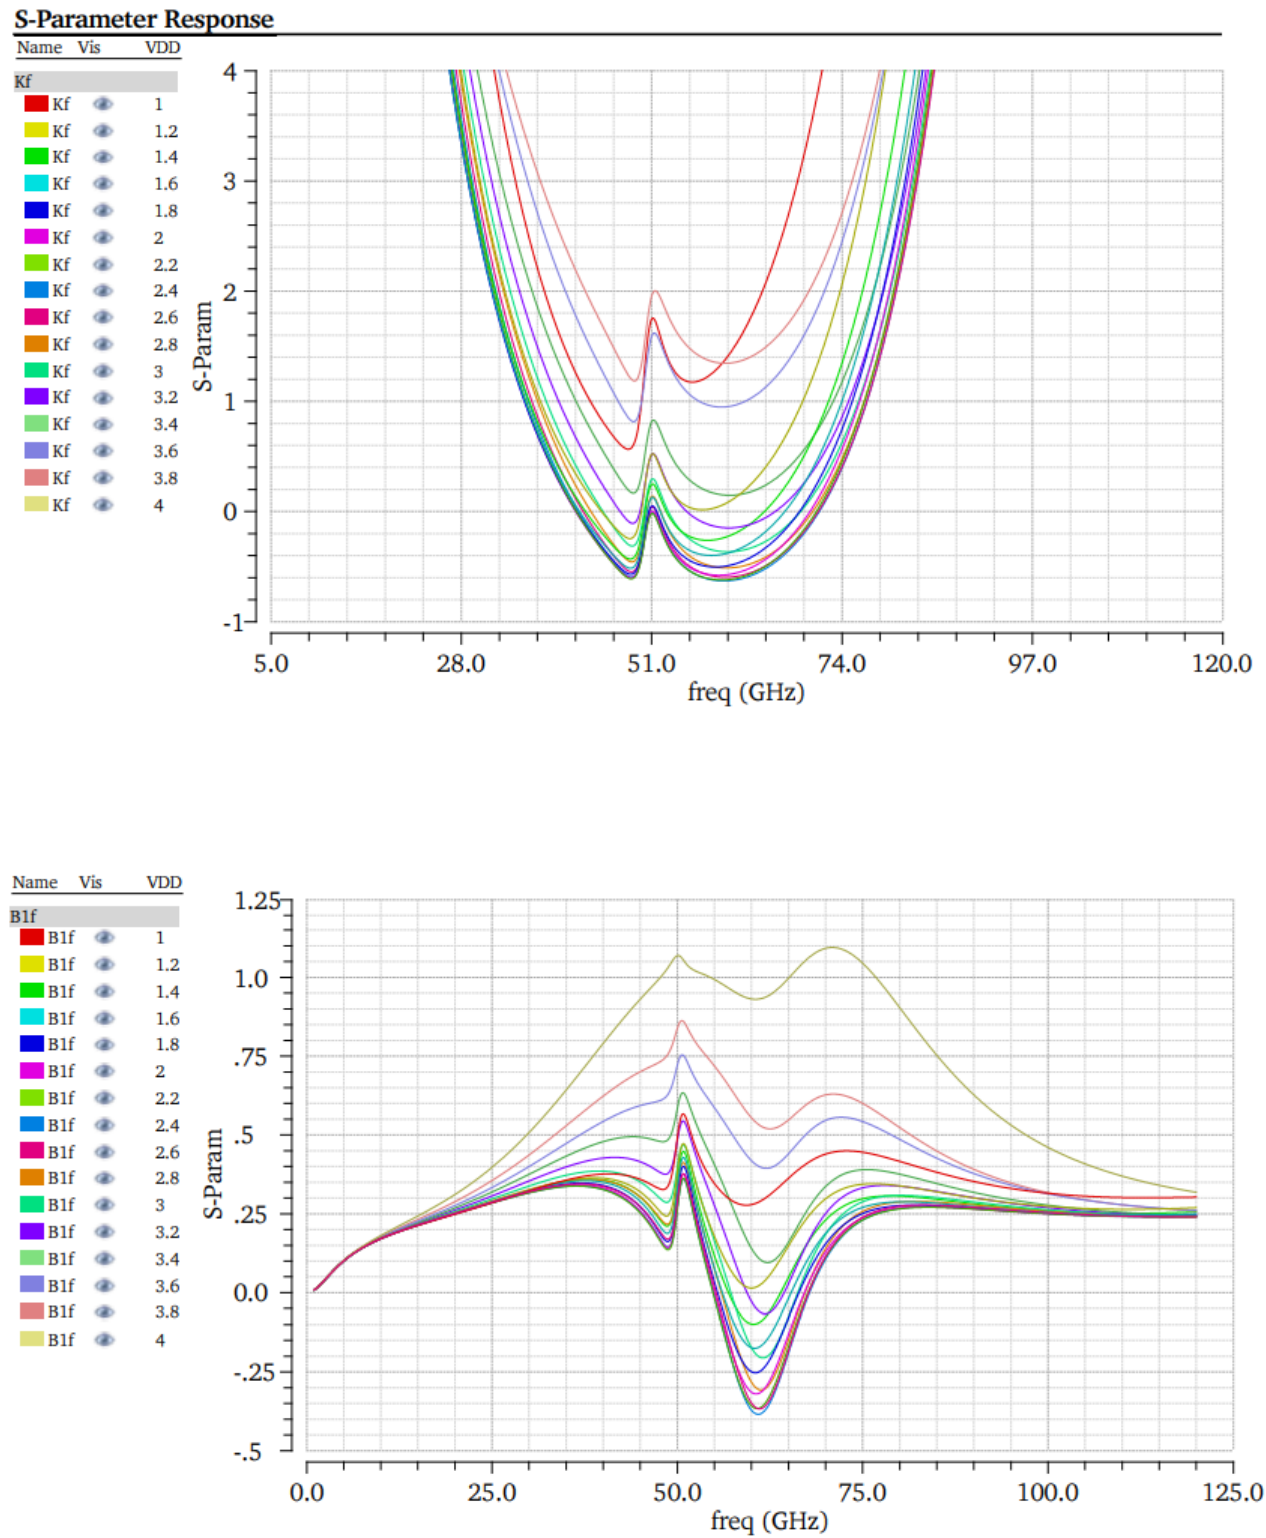 S-Parameter Response
Name Vis VDD
Kf
Kf 1
Kf 1.2
Kf 1.4
Kf 1.6
Kf 1.8
Kf 2
Kf 2.2
Kf 2.4
Kf 2.6
Kf 2.8
Kf 3
Kf 3.2
Kf 3.4
Kf 3.6
Kf 3.8
Kf 4
S-Param
4
3
2
1
0
-1
5.0 28.0 51.0 74.0 97.0 120.0
freq (GHz)
Name Vis VDD
B1f
B1f 1
B1f 1.2
B1f 1.4
B1f 1.6
B1f 1.8
B1f 2
B1f 2.2
B1f 2.4
B1f 2.6
B1f 2.8
B1f 3
B1f 3.2
B1f 3.4
B1f 3.6
B1f 3.8
B1f 4
S-Param
1.25
1.0
.75
.5
.25
0.0
-.25
-.5
0.0 25.0 50.0 75.0 100.0 125.0
freq (GHz)